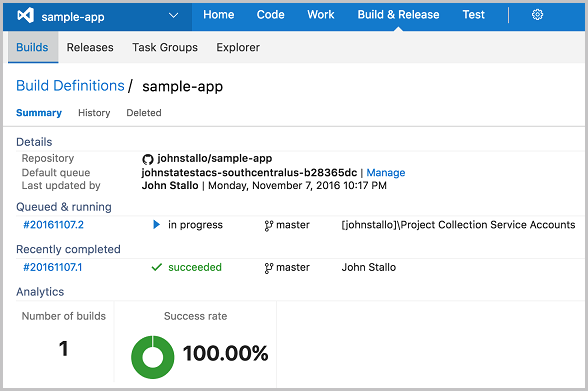 sample-app Home Code Work Build & Release Test
Builds Releases Task Groups Explorer
Build Definitions / sample-app
Summary History Deleted
Details
Repository johnstallo/sample-app
Default queue johnstatestacs-southcentralus-b28365dc | Manage
Last updated by John Stallo | Monday, November 7, 2016 10:17 PM
Queued & running
#20161107.2 in progress master [johnstallo]\Project Collection Service Accounts
Recently completed
#20161107.1 succeeded master John Stallo
Analytics
Number of builds Success rate
1 100.00%